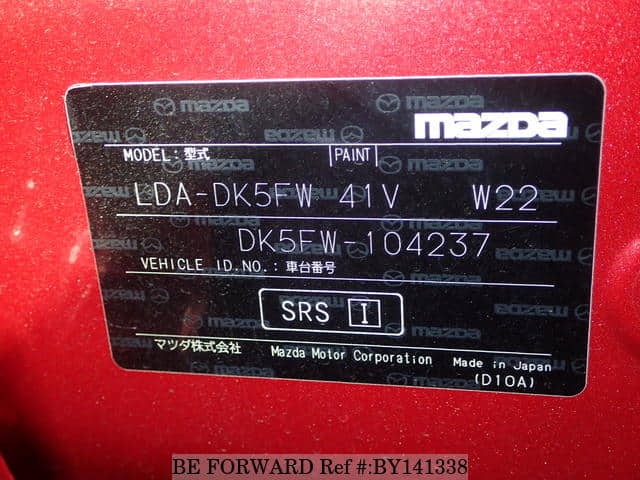 mazda
MODEL: 型式 PAINT
LDA-DK5FW 41V W22
DK5FW-104237
VEHICLE ID.NO.: 車台番号
SRS I
マツダ株式会社 Mazda Motor Corporation Made in Japan
(D10A)
BE FORWARD Ref #:BY141338